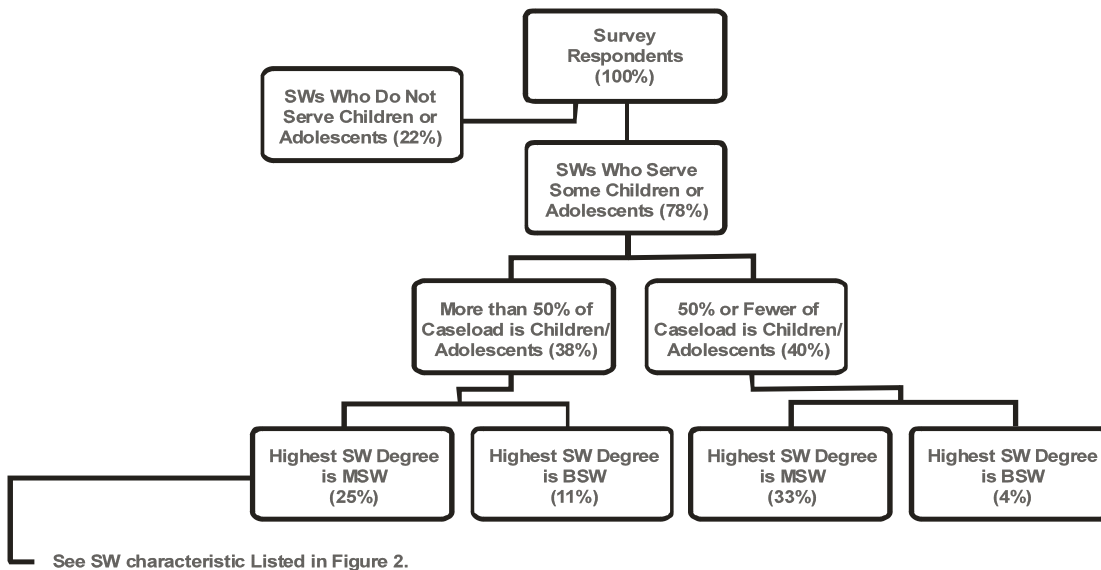 Survey
Respondents
(100%)
SWs Who Do Not
Serve Children or
Adolescents (22%)
SWs Who Serve
Some Children or
Adolescents (78%)
More than 50% of
Caseload is Children/
Adolescents (38%)
50% or Fewer of
Caseload is Children/
Adolescents (40%)
Highest SW Degree
is MSW
(25%)
Highest SW Degree
is BSW
(11%)
Highest SW Degree
is MSW
(33%)
Highest SW Degree
is BSW
(4%)
See SW characteristic Listed in Figure 2.